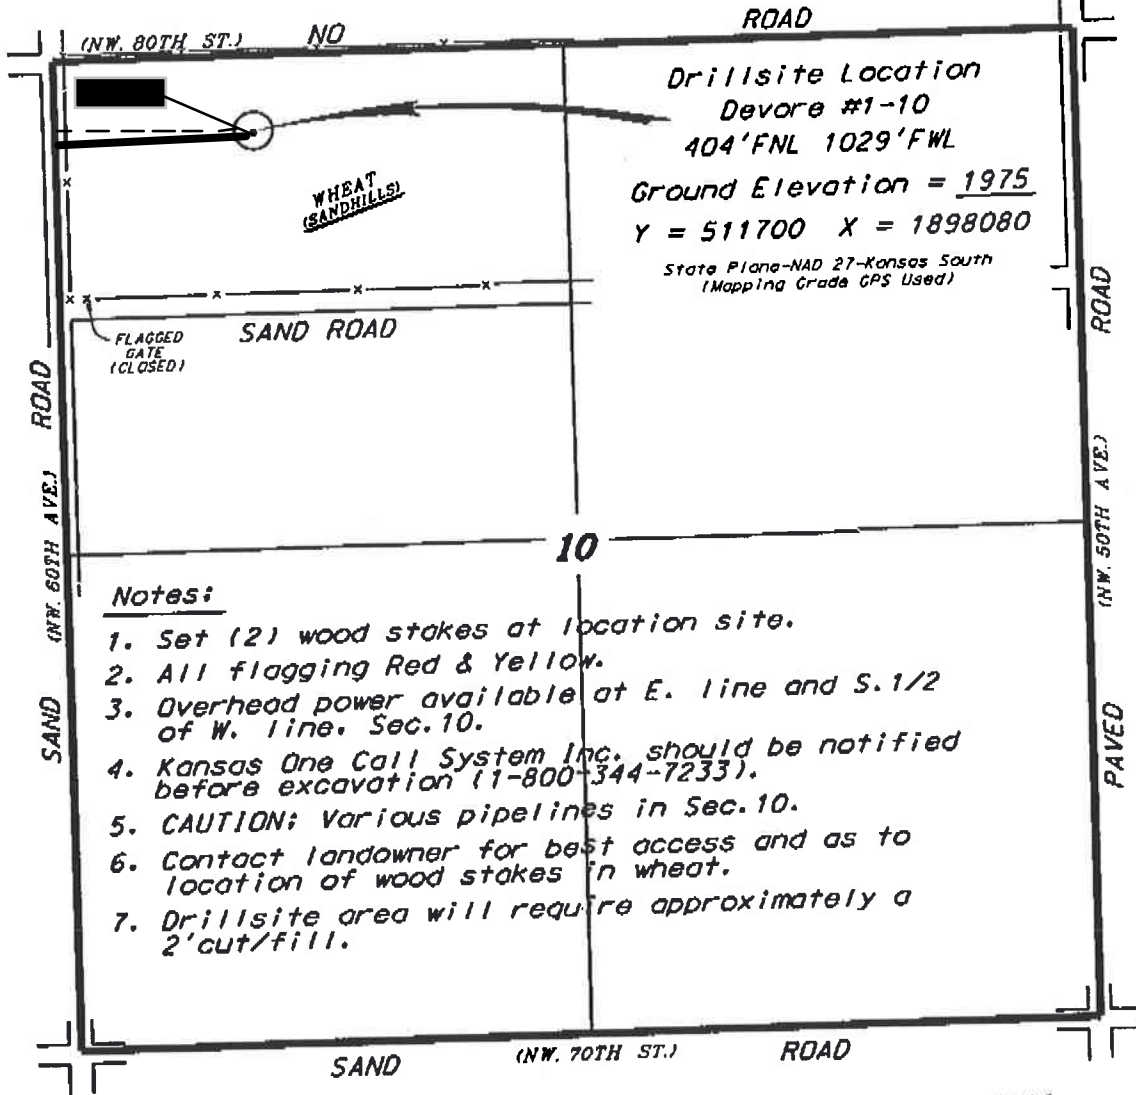 (NW. 80TH ST.) NO ROAD
Drillsite Location
Devore #1-10
404'FNL 1029'FWL
Ground Elevation = 1975
Y = 511700 X = 1898080
State Plane-NAD 27-Kansas South
(Mapping Grade GPS Used)
WHEAT
(SANDHILLS)
SAND ROAD
FLAGGED
GATE
(CLOSED)
SAND (NW. 60TH AVE.) ROAD
PAVED (NW. 50TH AVE.) ROAD
10
Notes:
1. Set (2) wood stakes at location site.
2. All flagging Red & Yellow.
3. Overhead power available at E. line and S.1/2
of W. line. Sec.10.
4. Kansas One Call System Inc. should be notified
before excavation (1-800-344-7233).
5. CAUTION: Various pipelines in Sec.10.
6. Contact landowner for best access and as to
location of wood stakes in wheat.
7. Drillsite area will require approximately a
2'cut/fill.
SAND (NW. 70TH ST.) ROAD